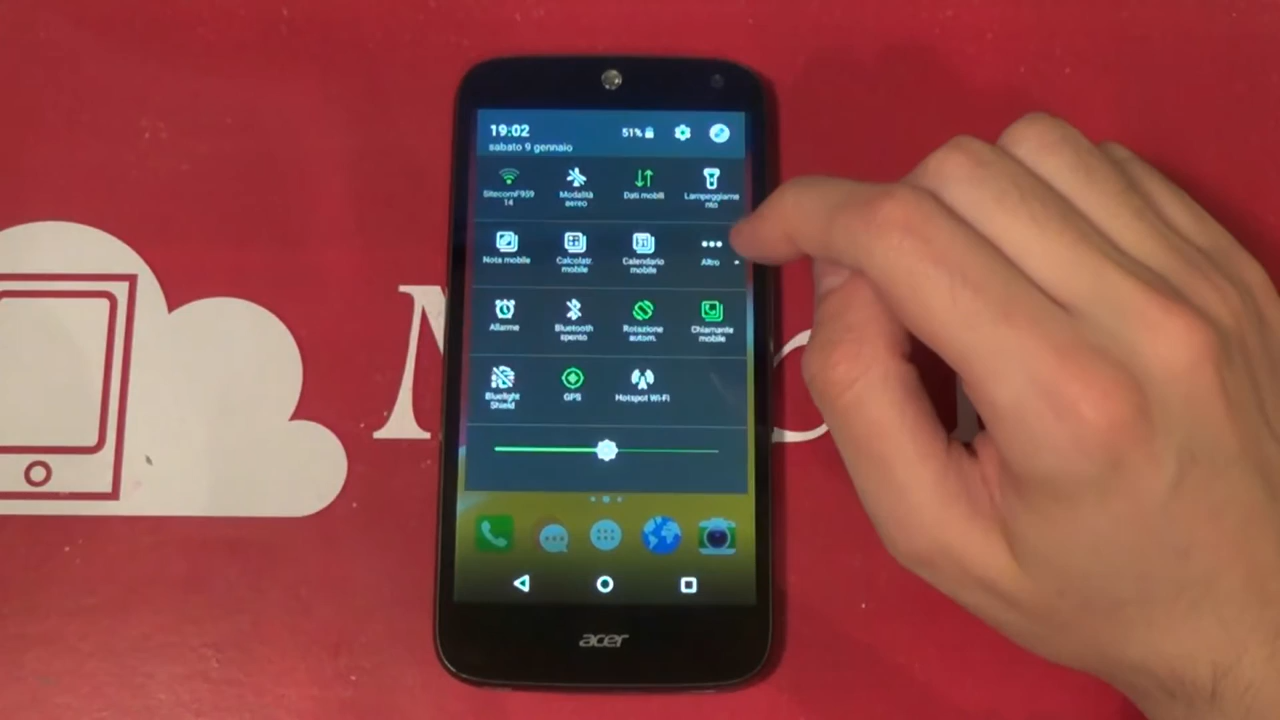 19:02
51%
sabato 9 gennaio
SitecomF959
14
Modalità
aereo
Dati mobili
Lampeggiame
nto
Nota mobile
Calcolatr.
mobile
Calendario
mobile
Altro
Allarme
Bluetooth
spento
Rotazione
autom.
Chiamante
mobile
Bluelight
Shield
GPS
Hotspot Wi-Fi
acer